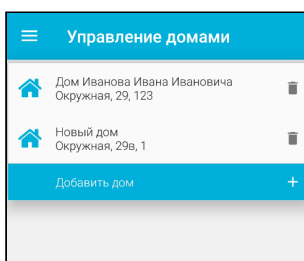 Управление домами
Дом Иванова Ивана Ивановича
Окружная, 29, 123
Новый дом
Окружная, 29в, 1
Добавить дом